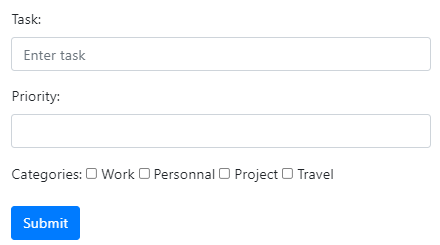 Task:
Enter task
Priority:
Categories: Work Personnal Project Travel
Submit